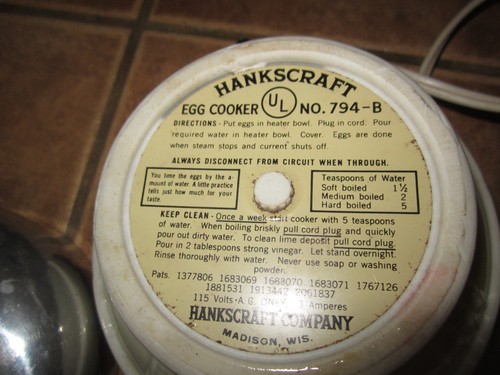 HANKSCRAFT
EGG COOKER UL NO. 794-B
DIRECTIONS - Put eggs in heater bowl. Plug in cord. Pour
required water in heater bowl. Cover. Eggs are done
when steam stops and current shuts off.
ALWAYS DISCONNECT FROM CIRCUIT WHEN THROUGH.
You time the eggs by the a-
mount of water. A little practice
tells just how much for your
taste.
Teaspoons of Water
Soft boiled 1½
Medium boiled 2
Hard boiled 5
KEEP CLEAN - Once a week start cooker with 5 teaspoons
of water. When boiling briskly pull cord plug and quickly
pour out dirty water. To clean lime deposit pull cord plug.
Pour in 2 tablespoons strong vinegar. Let stand overnight.
Rinse thoroughly with water. Never use soap or washing
powder.
Pats. 1377806 1683069 1683070 1683071 1767126
1881531 1913442 2061837
115 Volts - A.C. ONLY Amperes
HANKSCRAFT COMPANY
MADISON, WIS.